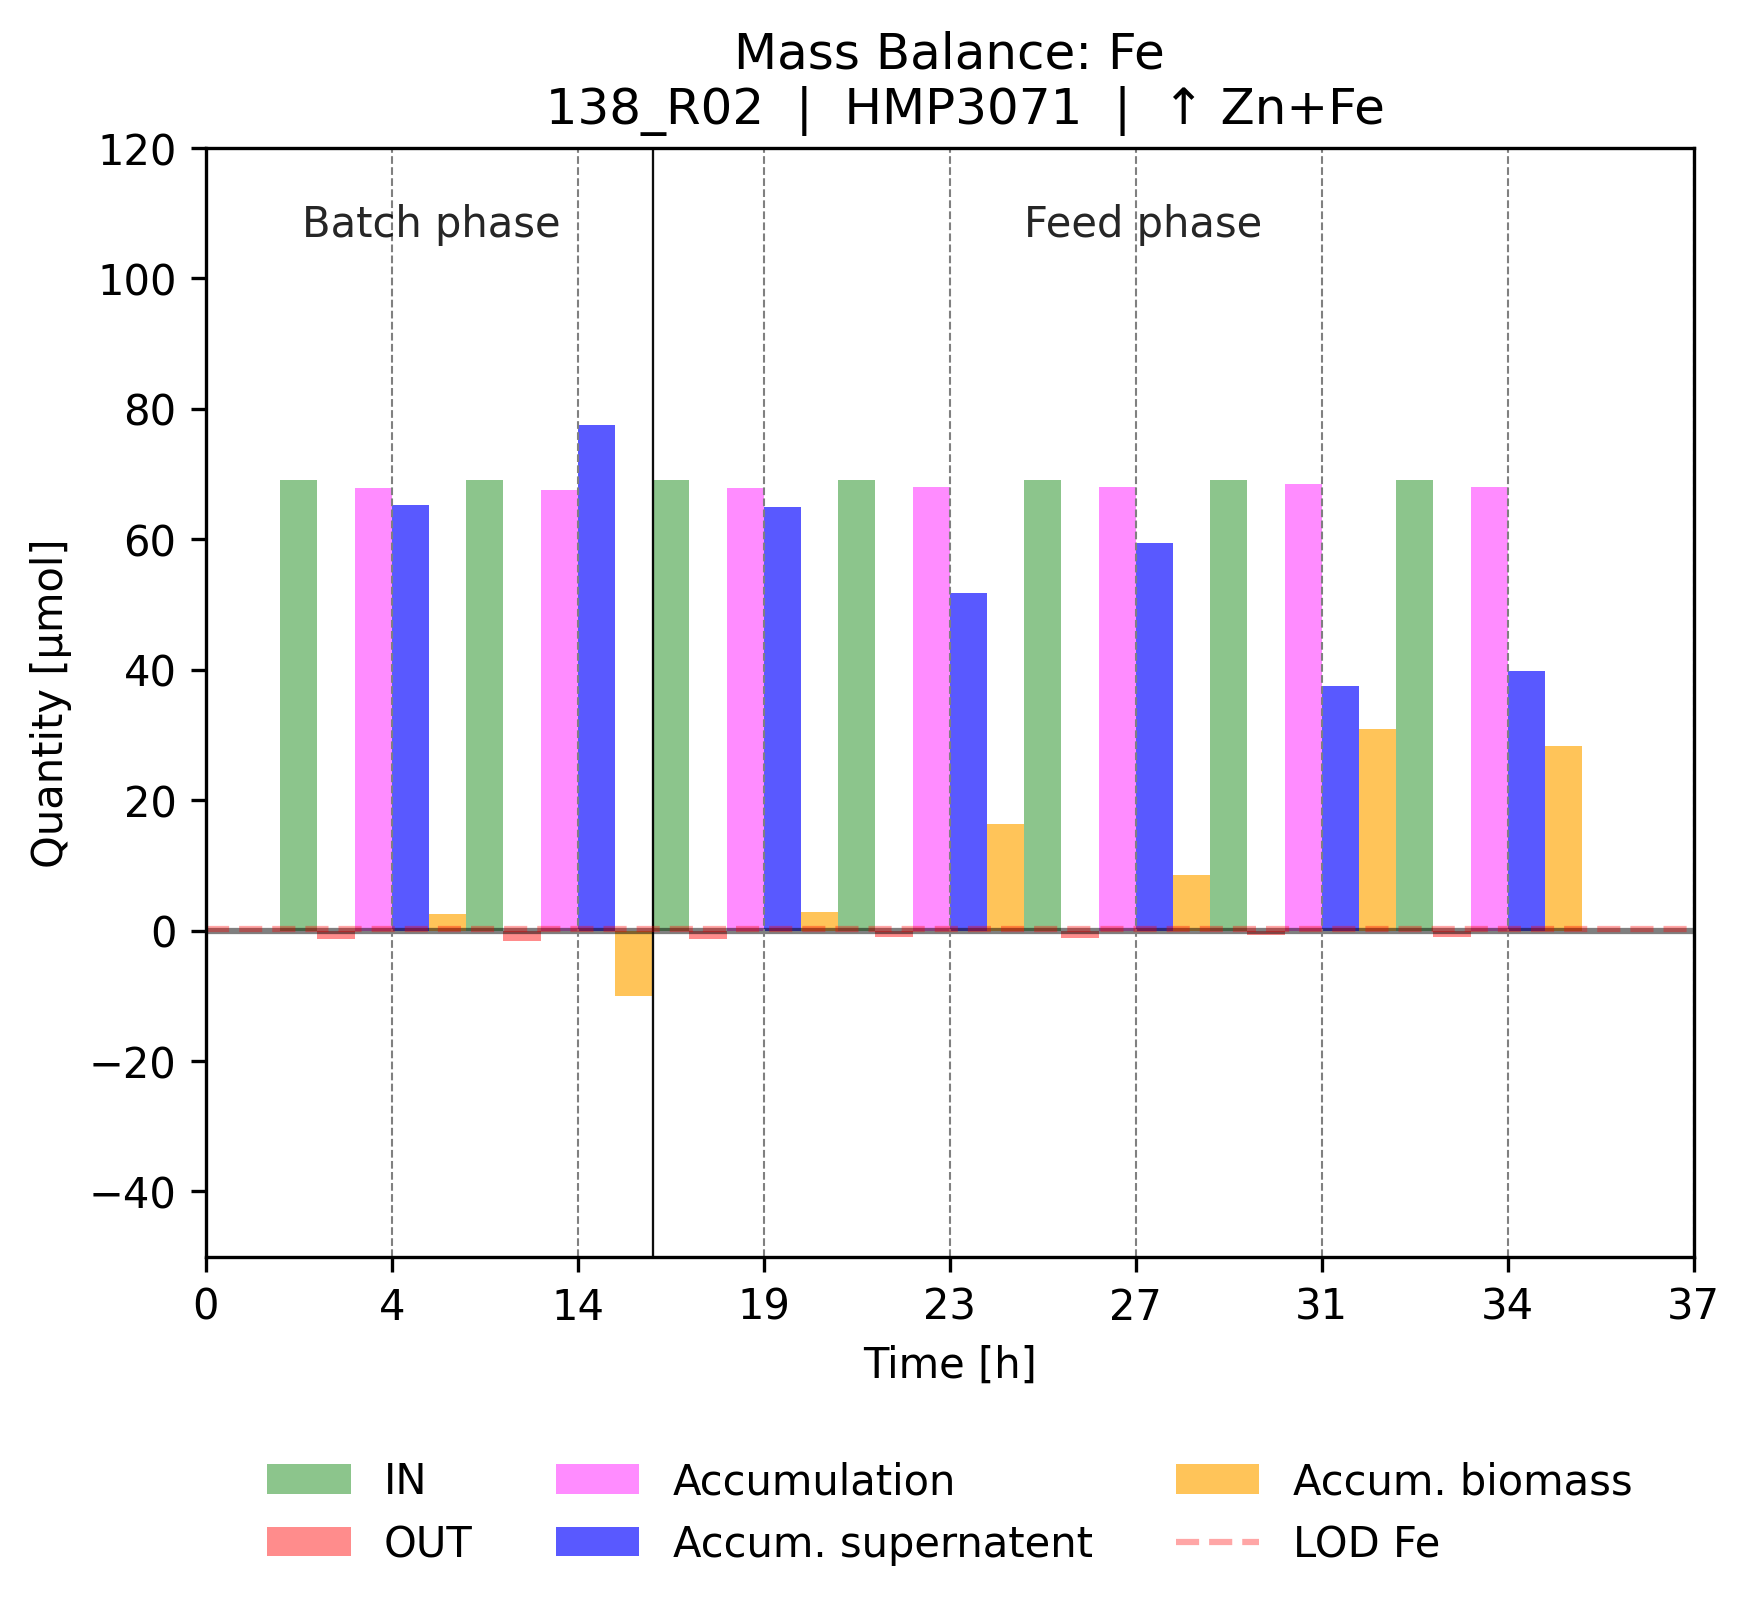 Mass Balance: Fe
138_R02 | HMP3071 | ↑ Zn+Fe
120
100
80
60
40
20
0
−20
−40
Quantity [µmol]
Batch phase
Feed phase
0 4 14 19 23 27 31 34 37
Time [h]
IN
OUT
Accumulation
Accum. supernatent
Accum. biomass
LOD Fe